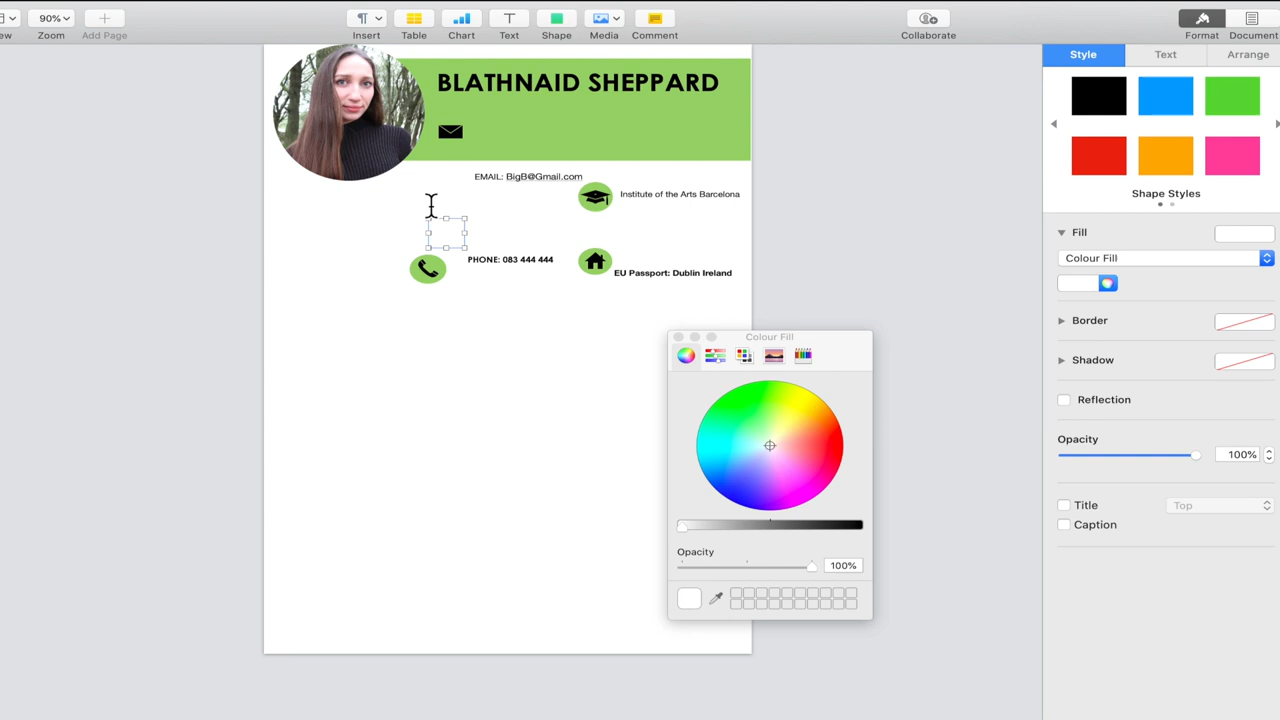 90%
Zoom
Add Page
Insert
Table
Chart
Text
Shape
Media
Comment
Collaborate
Format
Document
Style
Text
Arrange
BLATHNAID SHEPPARD
EMAIL: BigB@Gmail.com
Institute of the Arts Barcelona
PHONE: 083 444 444
EU Passport: Dublin Ireland
Shape Styles
Fill
Colour Fill
Border
Shadow
Reflection
Opacity
100%
Title
Top
Caption
Colour Fill
Opacity
100%